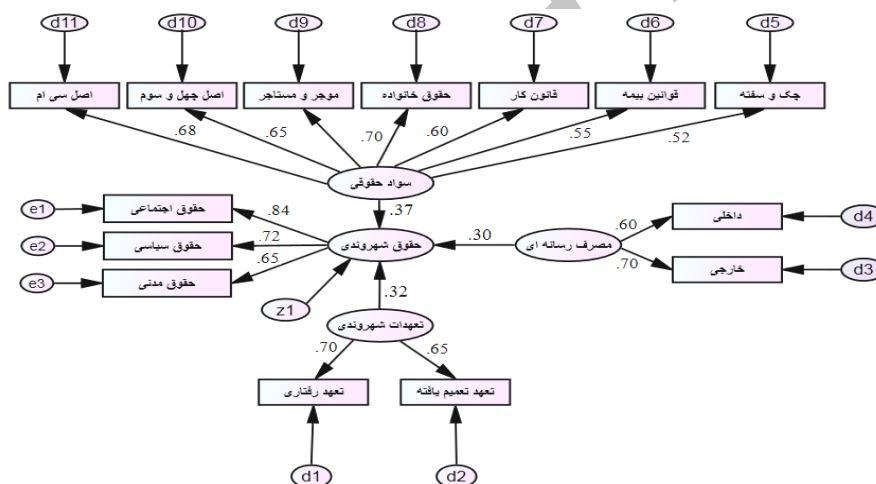 d11 d10 d9 d8 d7 d6 d5
اصل سی ام
اصل چهل و سوم
موجر و مستاجر
حقوق خانواده
قانون کار
قوانین بیمه
چک و سفته
.68 .65 .70 .60 .55 .52
سواد حقوقی
.37
e1 حقوق اجتماعی .84
e2 حقوق سیاسی .72
e3 حقوق مدنی .65
حقوق شهروندی
.30
مصرف رسانه ای
.60 داخلی d4
.70 خارجی d3
z1
.32
تعهدات شهروندی
.70 .65
تعهد رفتاری
تعهد تعمیم یافته
d1 d2